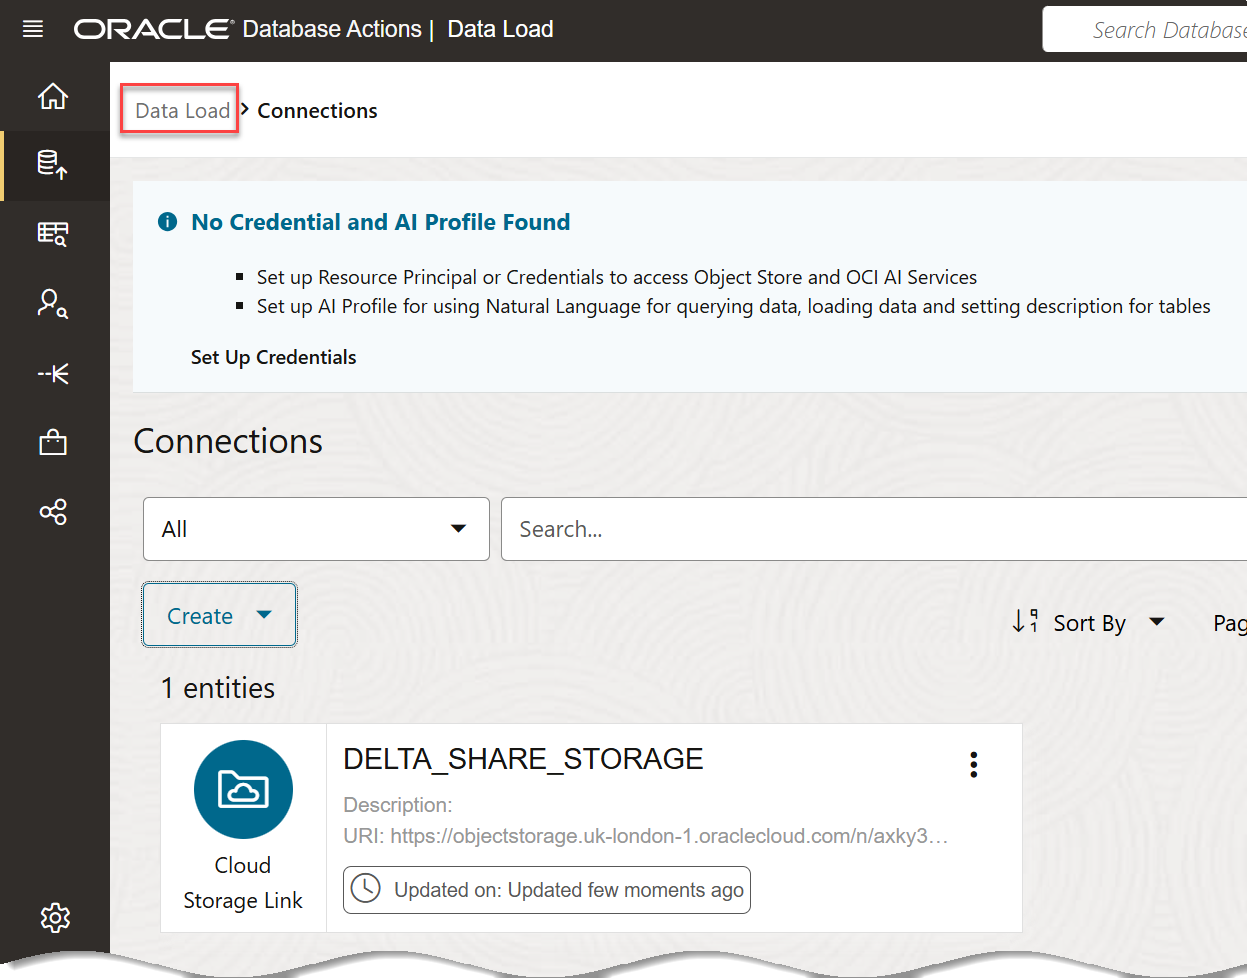 ORACLE® Database Actions | Data Load
Search Database
Data Load > Connections
No Credential and AI Profile Found
Set up Resource Principal or Credentials to access Object Store and OCI AI Services
Set up AI Profile for using Natural Language for querying data, loading data and setting description for tables
Set Up Credentials
Connections
All
Search...
Create
Sort By
Pag
1 entities
DELTA_SHARE_STORAGE
Description:
URI: https://objectstorage.uk-london-1.oraclecloud.com/n/axky3...
Cloud
Storage Link
Updated on: Updated few moments ago